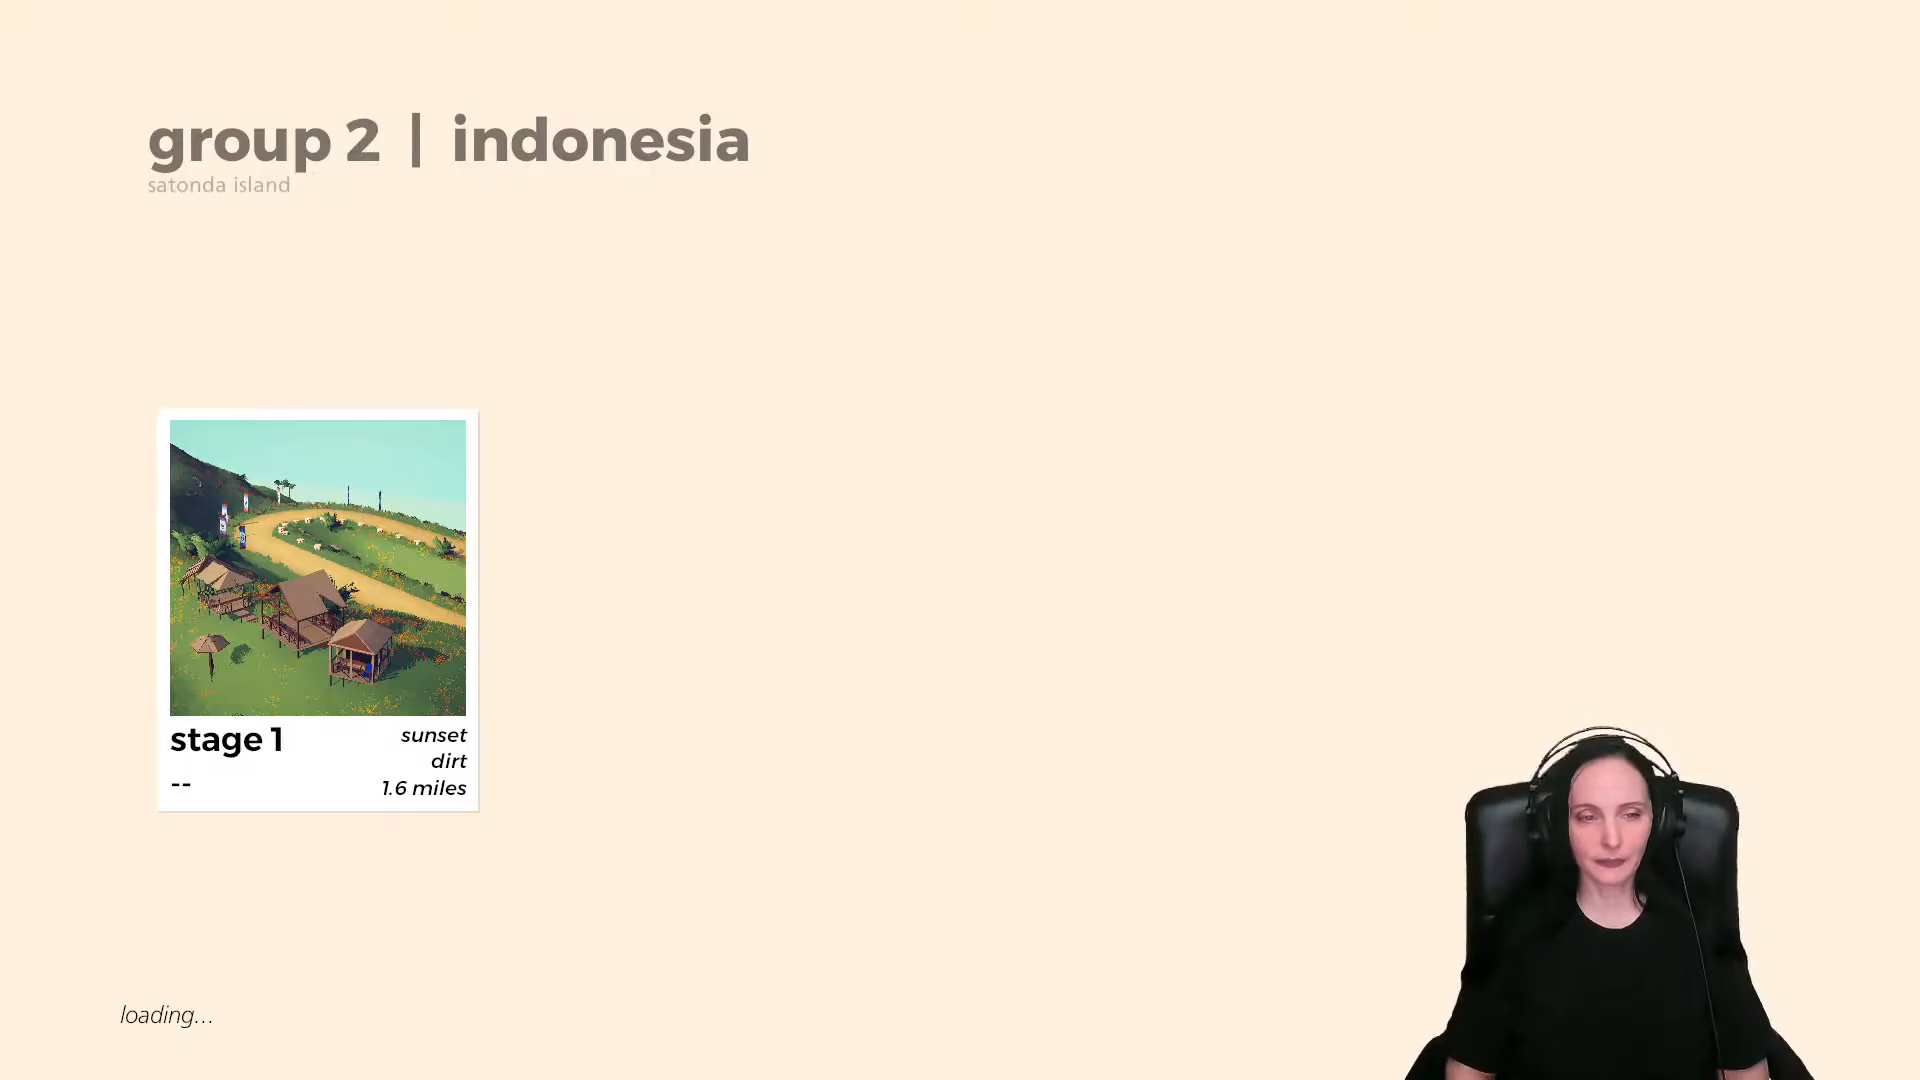 group 2 | indonesia
satonda island
stage 1
--
sunset
dirt
1.6 miles
loading...